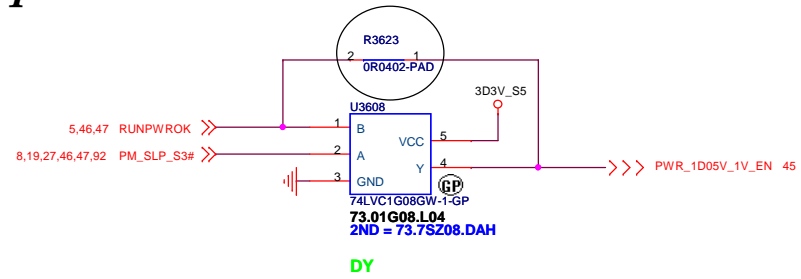 R3623
2 1
0R0402-PAD
3D3V_S5
U3608
5,46,47 RUNPWROK 1 B
VCC 5
8,19,27,46,47,92 PM_SLP_S3# 2 A
Y 4 PWR_1D05V_1V_EN 45
3 GND
GP
74LVC1G08GW-1-GP
73.01G08.L04
2ND = 73.7SZ08.DAH
DY